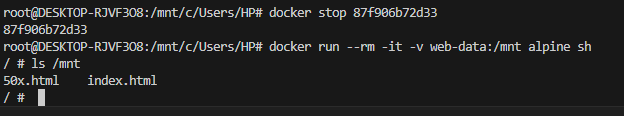 root@DESKTOP-RJVF3O8:/mnt/c/Users/HP# docker stop 87f906b72d33
87f906b72d33
root@DESKTOP-RJVF3O8:/mnt/c/Users/HP# docker run --rm -it -v web-data:/mnt alpine sh
/ # ls /mnt
50x.html    index.html
/ #